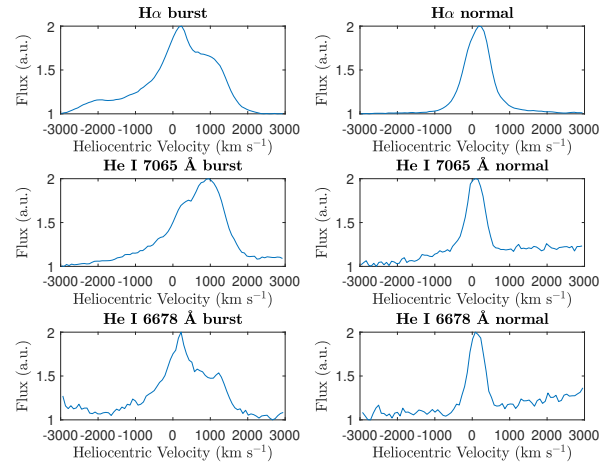 Hα burst
Hα normal
Flux (a.u.)
2
1.5
1
-3000 -2000 -1000 0 1000 2000 3000
Heliocentric Velocity (km s⁻¹)
Flux (a.u.)
2
1.5
1
-3000 -2000 -1000 0 1000 2000 3000
Heliocentric Velocity (km s⁻¹)
He I 7065 Å burst
He I 7065 Å normal
Flux (a.u.)
2
1.5
1
-3000 -2000 -1000 0 1000 2000 3000
Heliocentric Velocity (km s⁻¹)
Flux (a.u.)
2
1.5
1
-3000 -2000 -1000 0 1000 2000 3000
Heliocentric Velocity (km s⁻¹)
He I 6678 Å burst
He I 6678 Å normal
Flux (a.u.)
2
1.5
1
-3000 -2000 -1000 0 1000 2000 3000
Heliocentric Velocity (km s⁻¹)
Flux (a.u.)
2
1.5
1
-3000 -2000 -1000 0 1000 2000 3000
Heliocentric Velocity (km s⁻¹)